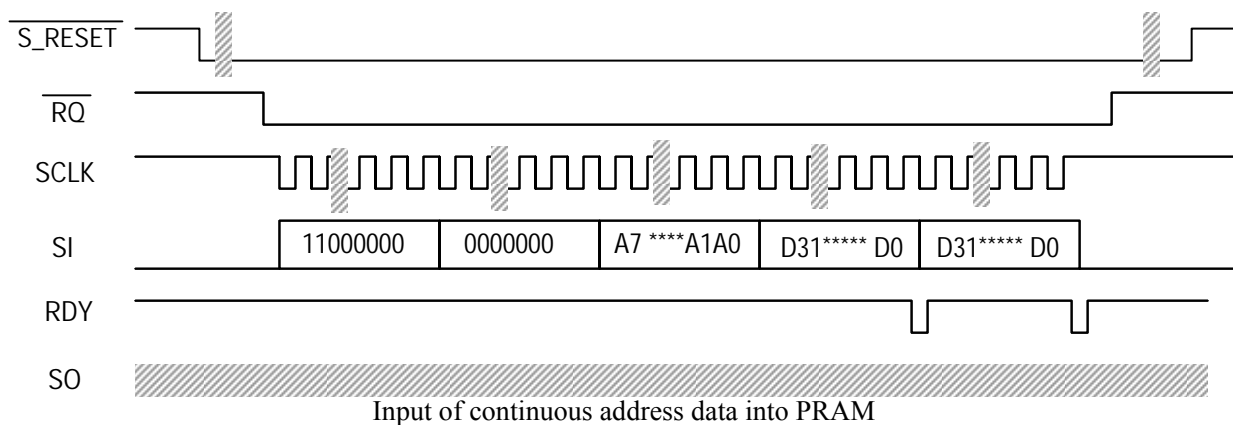 S_RESET
RQ
SCLK
SI 11000000 0000000 A7 ****A1A0 D31***** D0 D31***** D0
RDY
SO
Input of continuous address data into PRAM